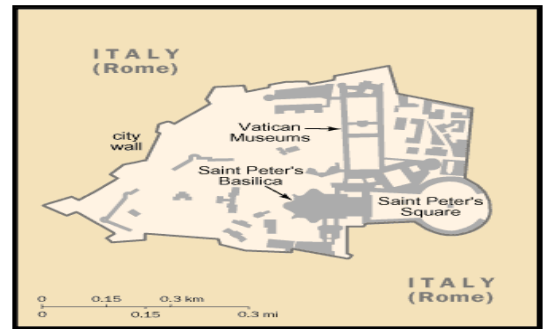 ITALY
(Rome)
city
wall
Vatican
Museums
Saint Peter's
Basilica
Saint Peter's
Square
ITALY
(Rome)
0 0.15 0.3 km
0 0.15 0.3 mi